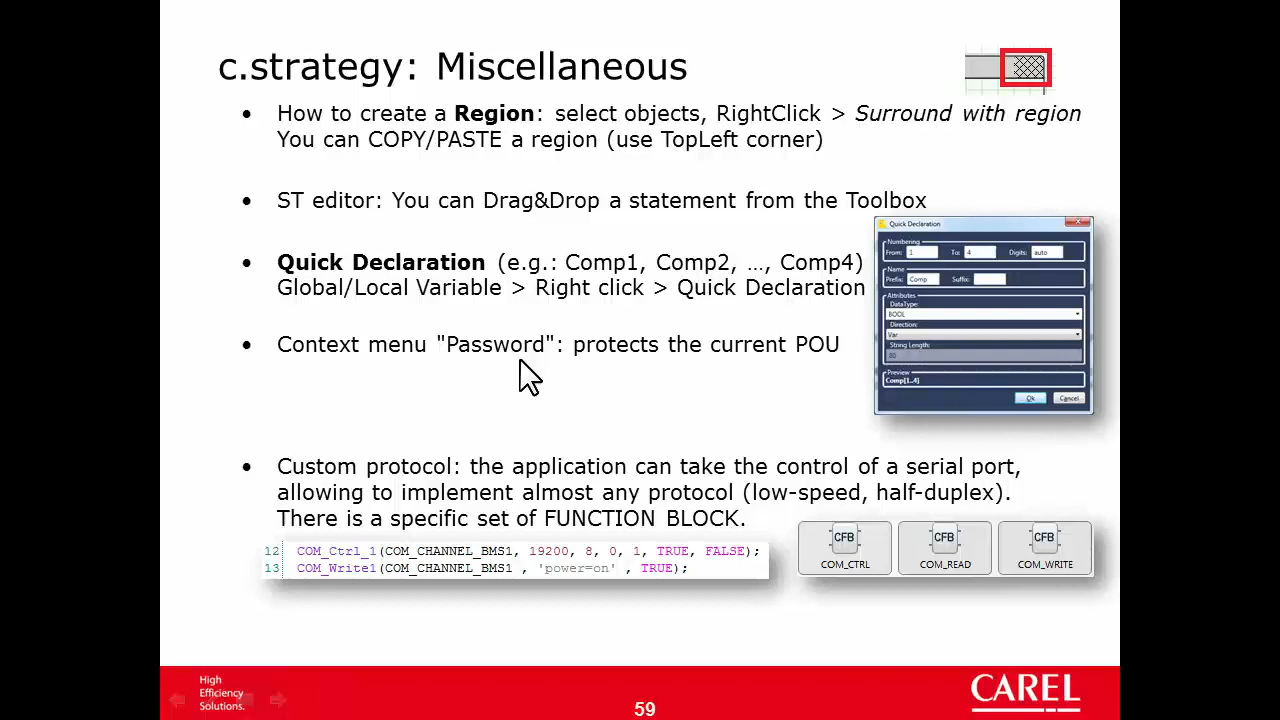 c.strategy: Miscellaneous
• How to create a Region: select objects, RightClick > Surround with region
You can COPY/PASTE a region (use TopLeft corner)
• ST editor: You can Drag&Drop a statement from the Toolbox
• Quick Declaration (e.g.: Comp1, Comp2, …, Comp4)
Global/Local Variable > Right click > Quick Declaration
Quick Declaration
Numbering
From: 1 To: 4 Digits: auto
Name
Prefix: Comp Suffix:
Attributes
DataType:
BOOL
Direction:
Var
String Length:
80
Preview
Comp[1..4]
Ok Cancel
• Context menu "Password": protects the current POU
• Custom protocol: the application can take the control of a serial port,
allowing to implement almost any protocol (low-speed, half-duplex).
There is a specific set of FUNCTION BLOCK.
12 COM_Ctrl_1(COM_CHANNEL_BMS1, 19200, 8, 0, 1, TRUE, FALSE);
13 COM_Write1(COM_CHANNEL_BMS1 , 'power=on' , TRUE);
CFB CFB CFB
COM_CTRL COM_READ COM_WRITE
High
Efficiency
Solutions.
59
CAREL